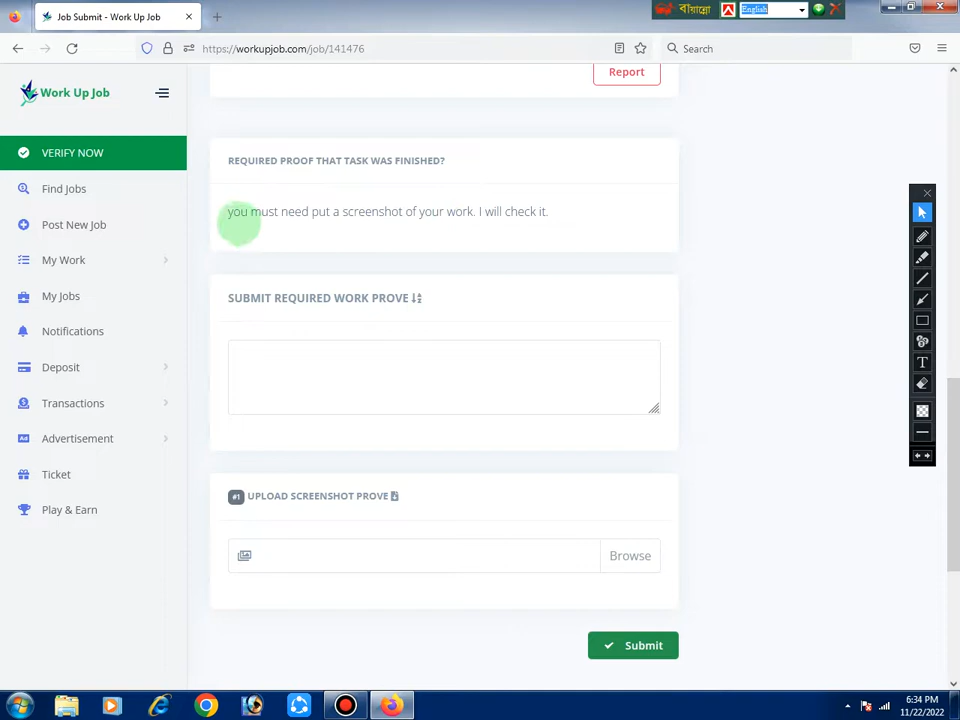 Job Submit - Work Up Job
বাঁয়ান্নো
English
https://workupjob.com/job/141476
Search
Work Up Job
Report
VERIFY NOW
Find Jobs
Post New Job
My Work
My Jobs
Notifications
Deposit
Transactions
Advertisement
Ticket
Play & Earn
REQUIRED PROOF THAT TASK WAS FINISHED?
you must need put a screenshot of your work. I will check it.
SUBMIT REQUIRED WORK PROVE
#1 UPLOAD SCREENSHOT PROVE
Browse
Submit
T
6:34 PM
11/22/2022